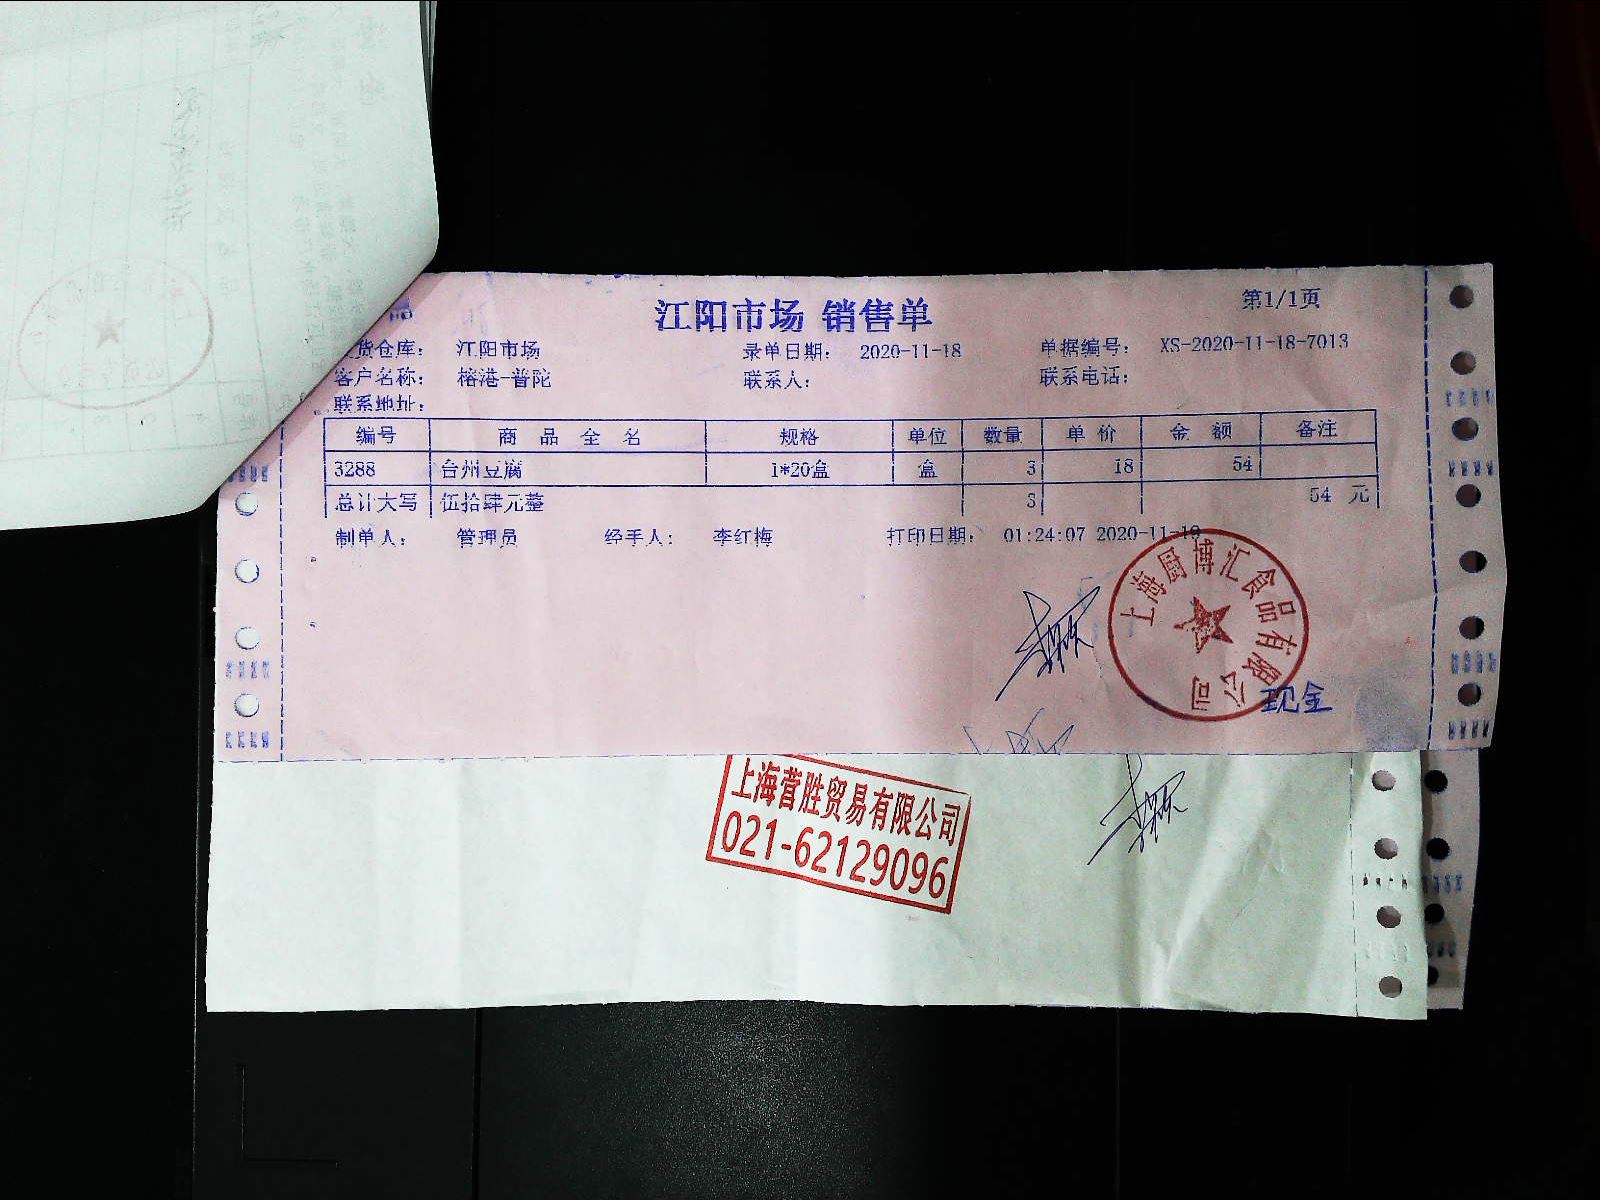 江阳市场 销售单
第1/1页
货仓库： 江阳市场 录单日期： 2020-11-18 单据编号： XS-2020-11-18-7013
客户名称： 榕港-普陀 联系人： 联系电话：
联系地址：
编号 商品全名 规格 单位 数量 单价 金额 备注
3288 台州豆腐 1*20盒 盒 3 18 54
总计大写 伍拾肆元整 3 54 元
制单人： 管理员 经手人： 李红梅 打印日期： 01:24:07 2020-11-19
上海厨博汇食品有限公司
现金
上海营胜贸易有限公司
021-62129096